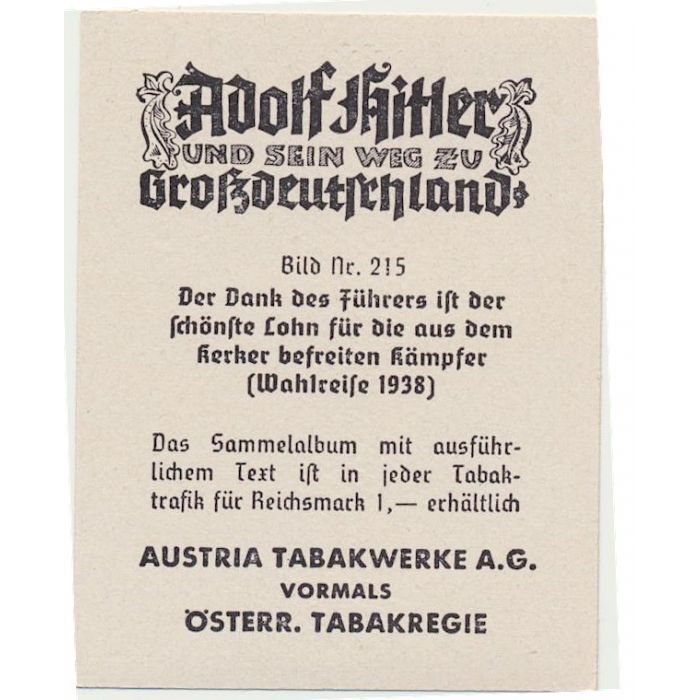 Adolf Hitler
UND SEIN WEG ZU
Großdeutschland
Bild Nr. 215
Der Dank des Führers ist der
schönste Lohn für die aus dem
Kerker befreiten Kämpfer
(Wahlreise 1938)
Das Sammelalbum mit ausführ-
lichem Text ist in jeder Tabak-
trafik für Reichsmark 1,— erhältlich
AUSTRIA TABAKWERKE A.G.
VORMALS
ÖSTERR. TABAKREGIE